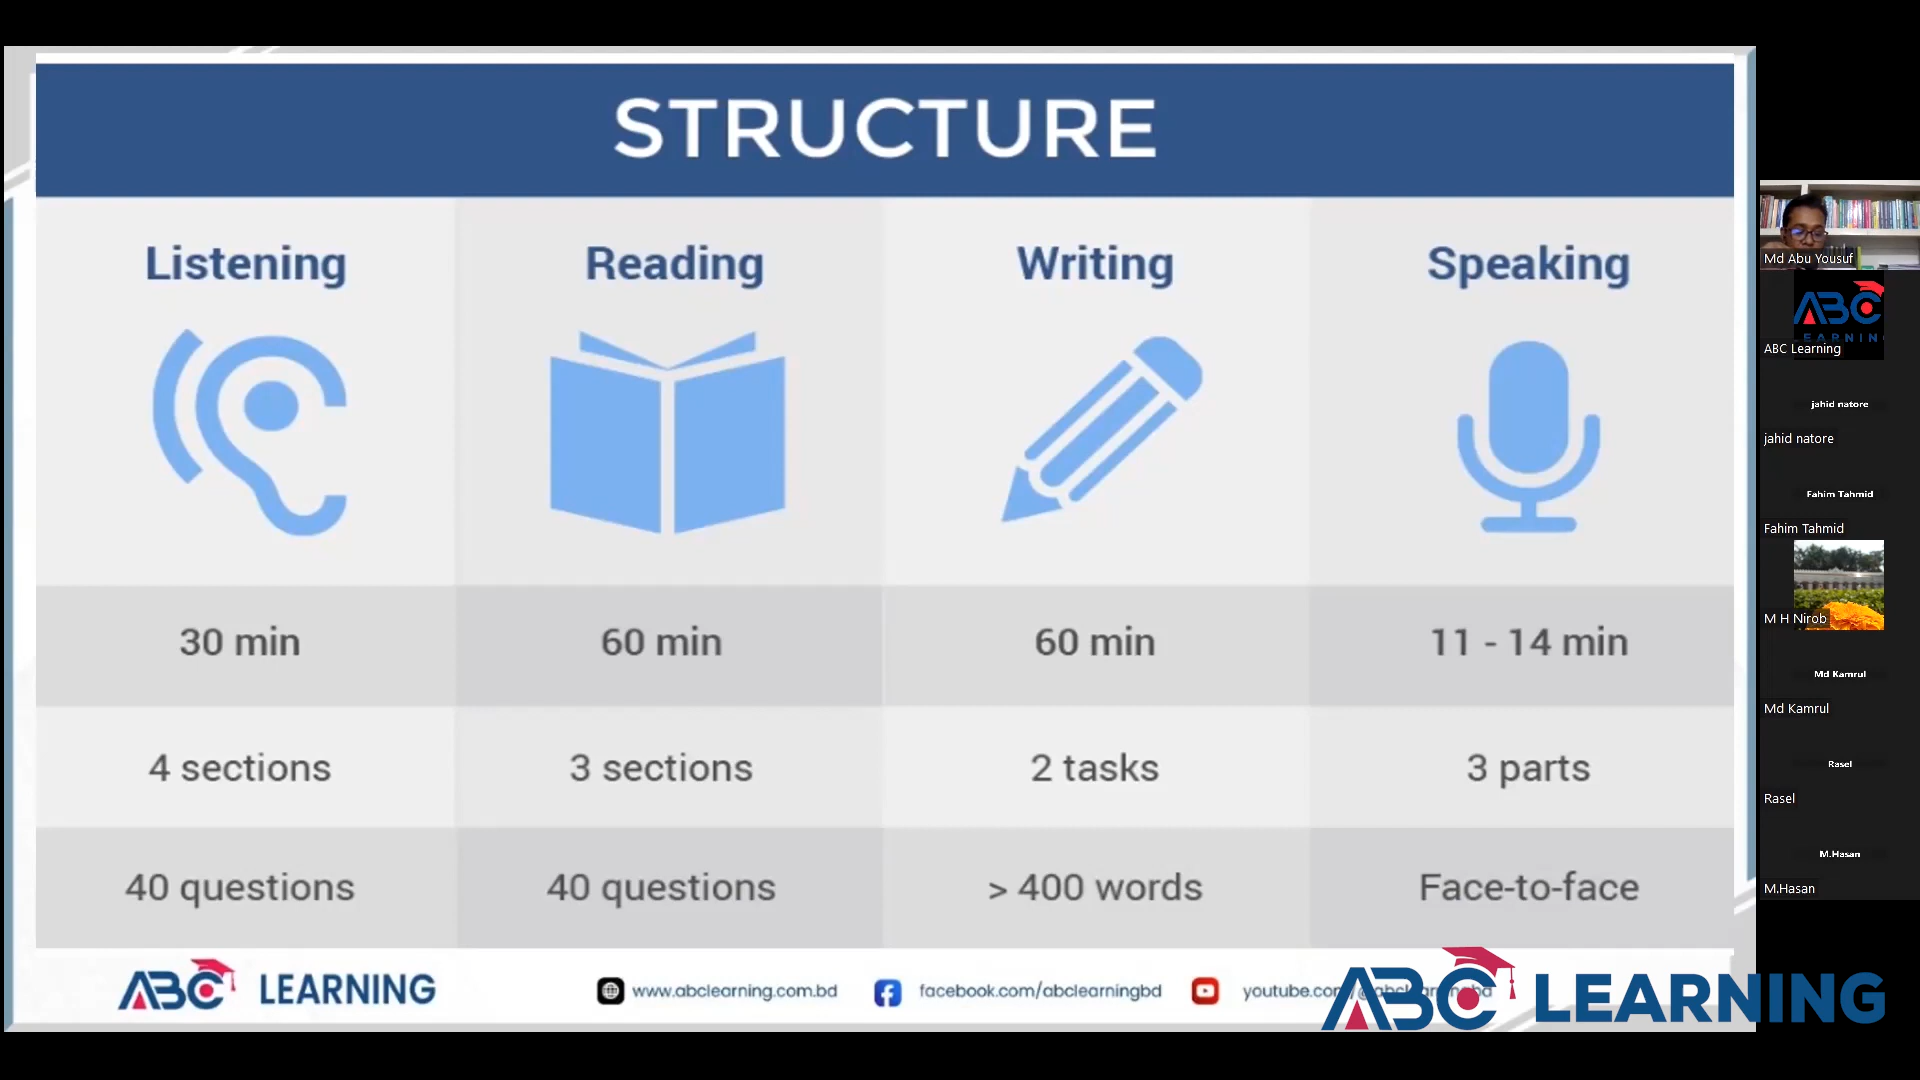 STRUCTURE
Listening Reading Writing Speaking
30 min 60 min 60 min 11 - 14 min
4 sections 3 sections 2 tasks 3 parts
40 questions 40 questions > 400 words Face-to-face
ABC LEARNING www.abclearning.com.bd facebook.com/abclearningbd
ABC LEARNING
Md Abu Yousuf
ABC
ABC Learning
jahid natore
jahid natore
Fahim Tahmid
Fahim Tahmid
M H Nirob
Md Kamrul
Md Kamrul
Rasel
Rasel
M.Hasan
M.Hasan